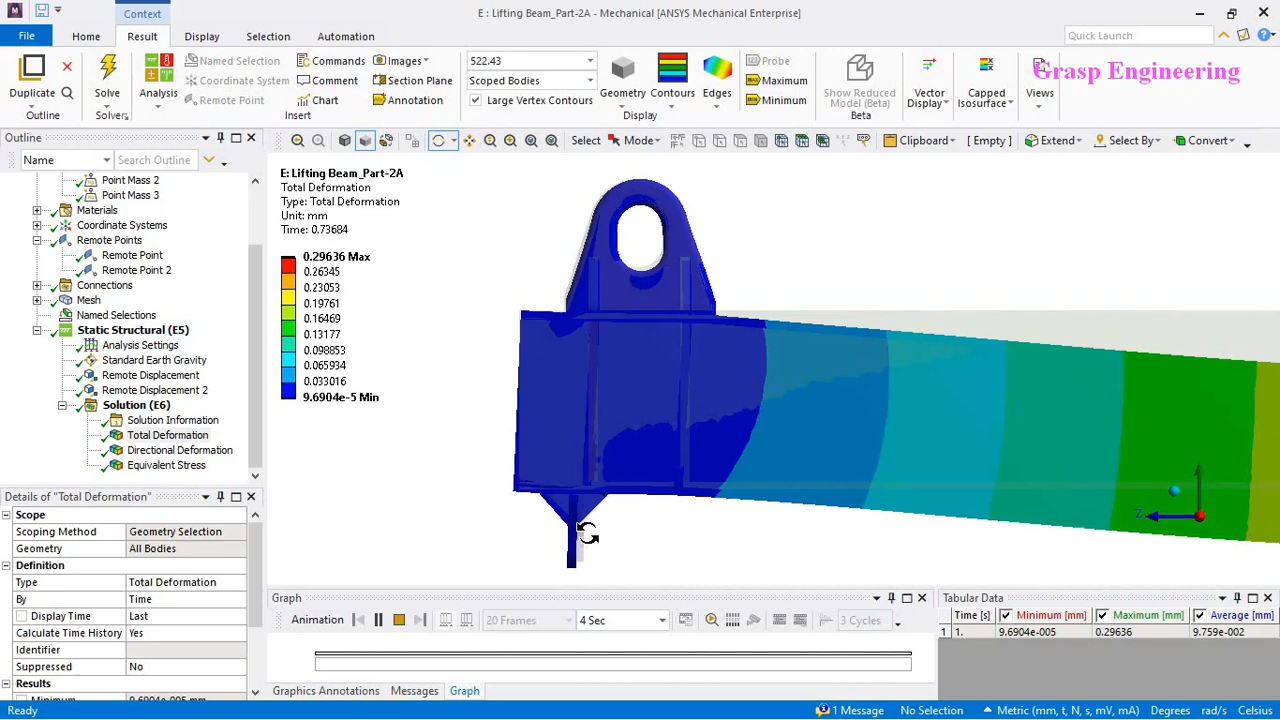 E : Lifting Beam_Part-2A - Mechanical [ANSYS Mechanical Enterprise]
Context
File Home Result Display Selection Automation
Quick Launch
Duplicate
Outline
Solve
Solvers
Analysis
Named Selection
Coordinate System
Remote Point
Commands
Comment
Chart
Images
Section Plane
Annotation
Insert
522.43
Scoped Bodies
Large Vertex Contours
Geometry
Contours
Edges
Probe
Maximum
Minimum
Display
Show Reduced
Model (Beta)
Beta
Vector
Display
Capped
Isosurface
Views
Grasp Engineering
Outline
Select Mode Clipboard [ Empty ] Extend Select By Convert
Name Search Outline
Point Mass 2
Point Mass 3
Materials
Coordinate Systems
Remote Points
Remote Point
Remote Point 2
Connections
Mesh
Named Selections
Static Structural (E5)
Analysis Settings
Standard Earth Gravity
Remote Displacement
Remote Displacement 2
Solution (E6)
Solution Information
Total Deformation
Directional Deformation
Equivalent Stress
E: Lifting Beam_Part-2A
Total Deformation
Type: Total Deformation
Unit: mm
Time: 0.73684
0.29636 Max
0.26345
0.23053
0.19761
0.16469
0.13177
0.098853
0.065934
0.033016
9.6904e-5 Min
Z
Details of "Total Deformation"
Scope
Scoping Method Geometry Selection
Geometry All Bodies
Definition
Type Total Deformation
By Time
Display Time Last
Calculate Time History Yes
Identifier
Suppressed No
Results
Minimum 9.6904e-005 mm
Graph
Animation 20 Frames 4 Sec 3 Cycles
Graphics Annotations Messages Graph
Tabular Data
Time [s] Minimum [mm] Maximum [mm] Average [mm]
1 1. 9.6904e-005 0.29636 9.759e-002
Ready 1 Message No Selection Metric (mm, t, N, s, mV, mA) Degrees rad/s Celsius